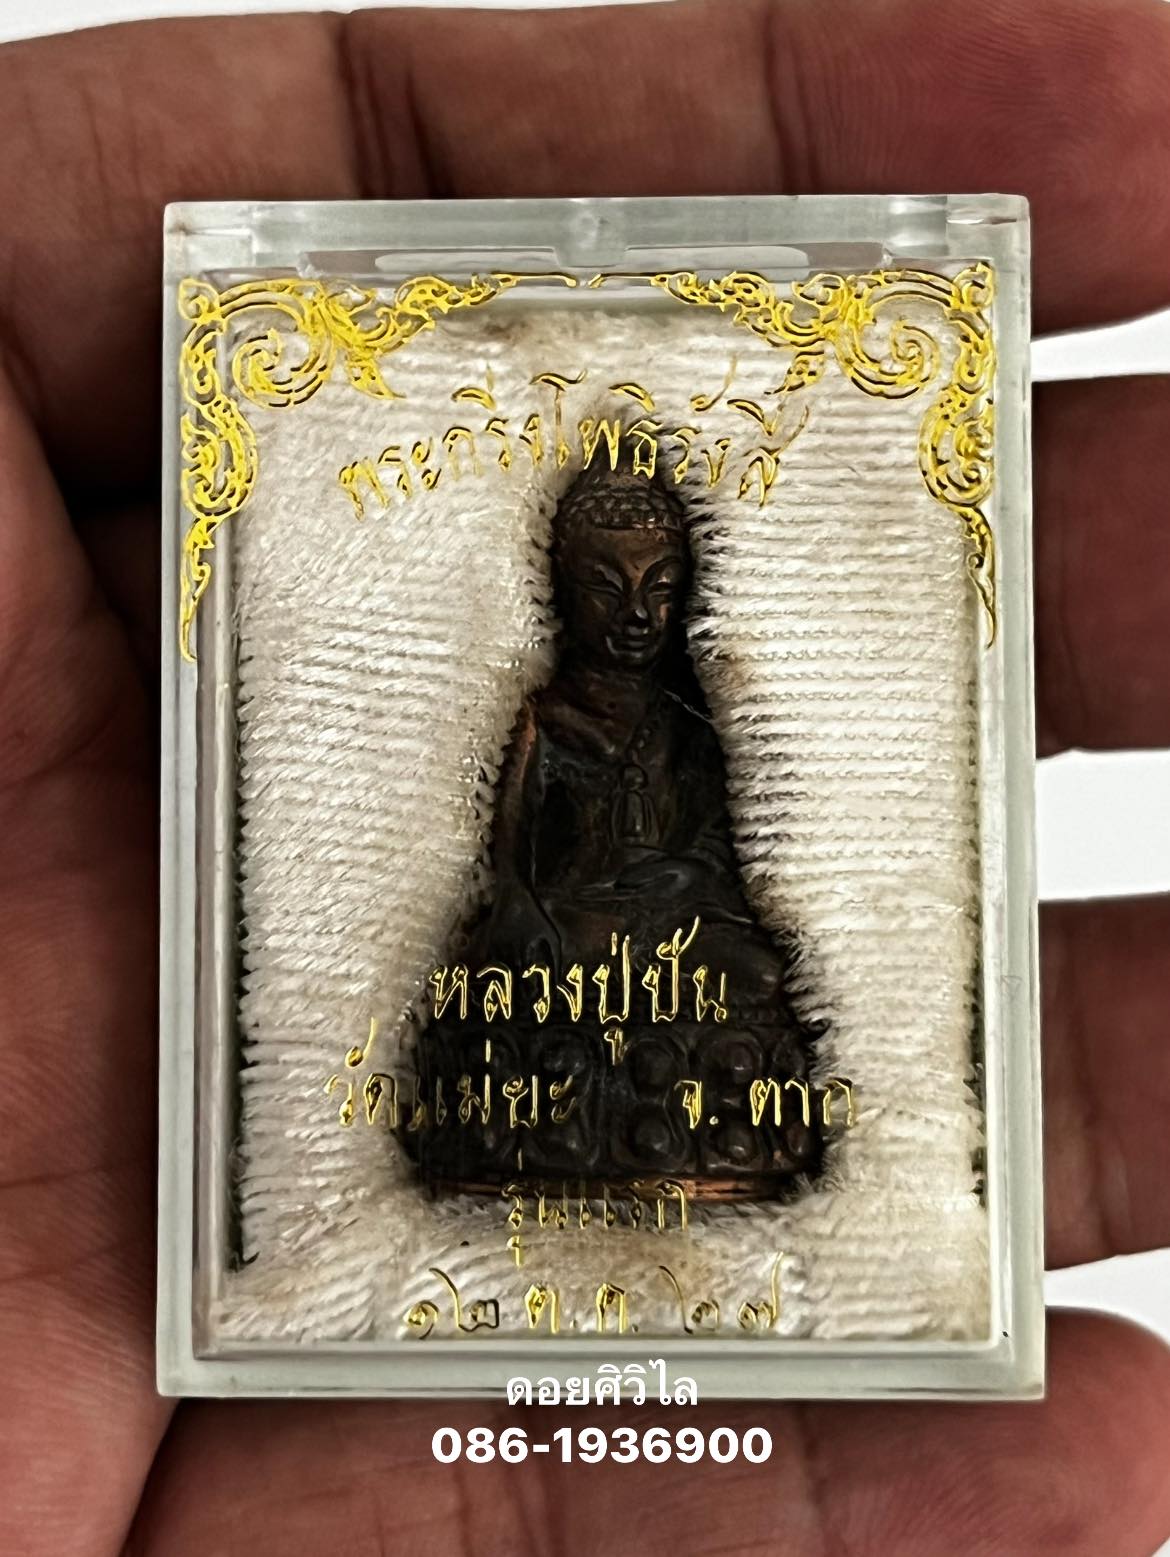 พระกริ่งโพธิรังสี
หลวงปู่ปัน
วัดแม่ยะ จ. ตาก
รุ่นแรก
๑๒ ต.ค. ๒๗
ดอยศิวิไล
086-1936900